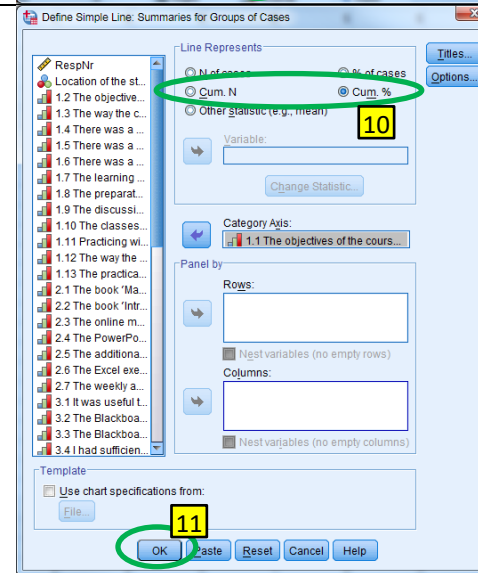 Define Simple Line: Summaries for Groups of Cases
RespNr
Location of the st...
1.2 The objective...
1.3 The way the c...
1.4 There was a ...
1.5 There was a ...
1.6 There was a ...
1.7 The learning ...
1.8 The preparat...
1.9 The discussi...
1.10 The classes...
1.11 Practicing wi...
1.12 The way the ...
1.13 The practica...
2.1 The book 'Ma...
2.2 The book 'Intr...
2.3 The online m...
2.4 The PowerPo...
2.5 The additiona...
2.6 The Excel exe...
2.7 The weekly a...
3.1 It was useful t...
3.2 The Blackboa...
3.3 The Blackboa...
3.4 I had sufficien...
Line Represents
N of cases % of cases
Cum. N Cum. %
Other statistic (e.g., mean)
10
Variable:
Change Statistic...
Category Axis:
1.1 The objectives of the cours...
Panel by
Rows:
Nest variables (no empty rows)
Columns:
Nest variables (no empty columns)
Titles...
Options...
Template
Use chart specifications from:
File...
11
OK Paste Reset Cancel Help